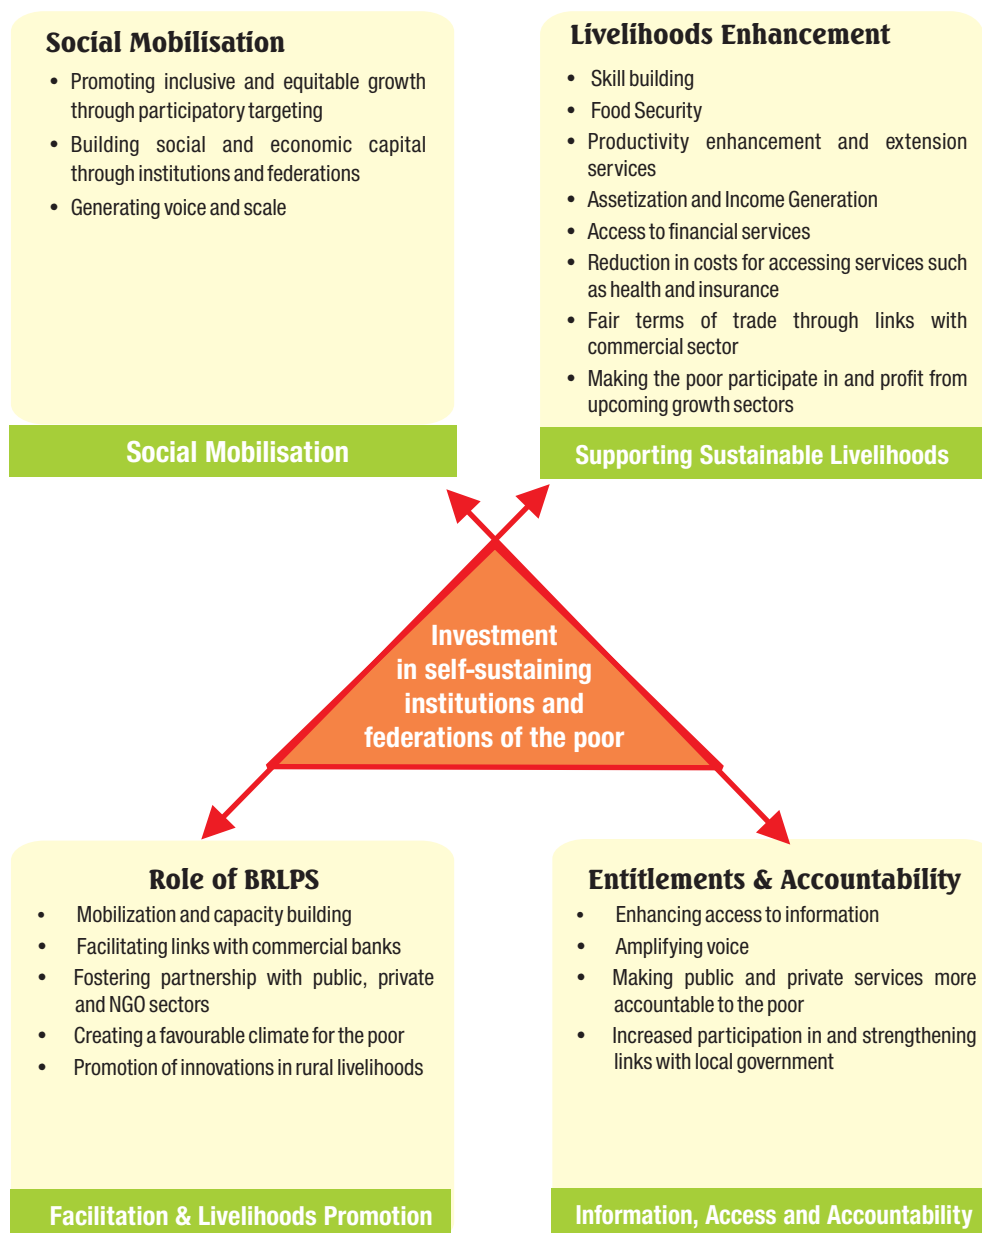 Social Mobilisation
• Promoting inclusive and equitable growth
through participatory targeting
• Building social and economic capital
through institutions and federations
• Generating voice and scale
Social Mobilisation
Livelihoods Enhancement
• Skill building
• Food Security
• Productivity enhancement and extension
services
• Assetization and Income Generation
• Access to financial services
• Reduction in costs for accessing services such
as health and insurance
• Fair terms of trade through links with
commercial sector
• Making the poor participate in and profit from
upcoming growth sectors
Supporting Sustainable Livelihoods
Investment
in self-sustaining
institutions and
federations of the poor
Role of BRLPS
• Mobilization and capacity building
• Facilitating links with commercial banks
• Fostering partnership with public, private
and NGO sectors
• Creating a favourable climate for the poor
• Promotion of innovations in rural livelihoods
Facilitation & Livelihoods Promotion
Entitlements & Accountability
• Enhancing access to information
• Amplifying voice
• Making public and private services more
accountable to the poor
• Increased participation in and strengthening
links with local government
Information, Access and Accountability